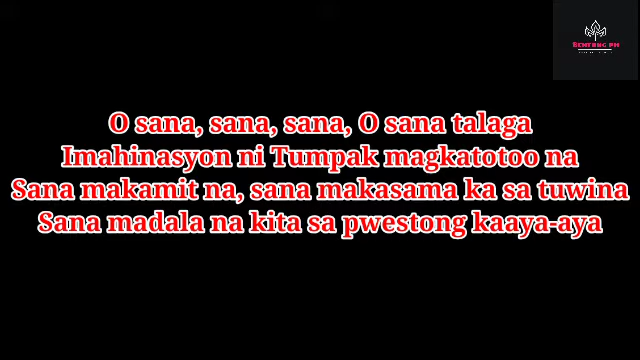 O sana, sana, sana, O sana talaga
Imahinasyon ni Tumpak magkatotoo na
Sana makamit na, sana makasama ka sa tuwina
Sana madala na kita sa pwestong kaaya-aya